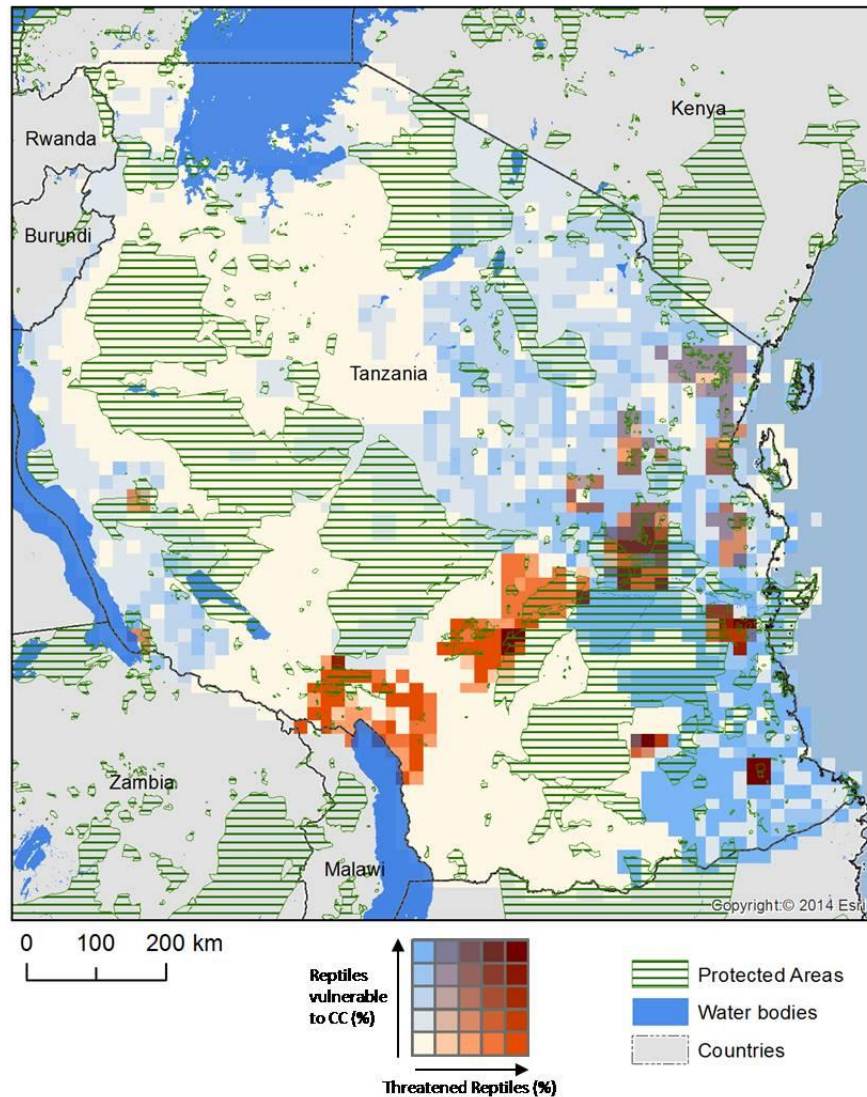 Kenya
Rwanda
Burundi
Tanzania
Zambia
Malawi
Copyright:© 2014 Esri
0 100 200 km
Reptiles
vulnerable
to CC (%)
Threatened Reptiles (%)
Protected Areas
Water bodies
Countries